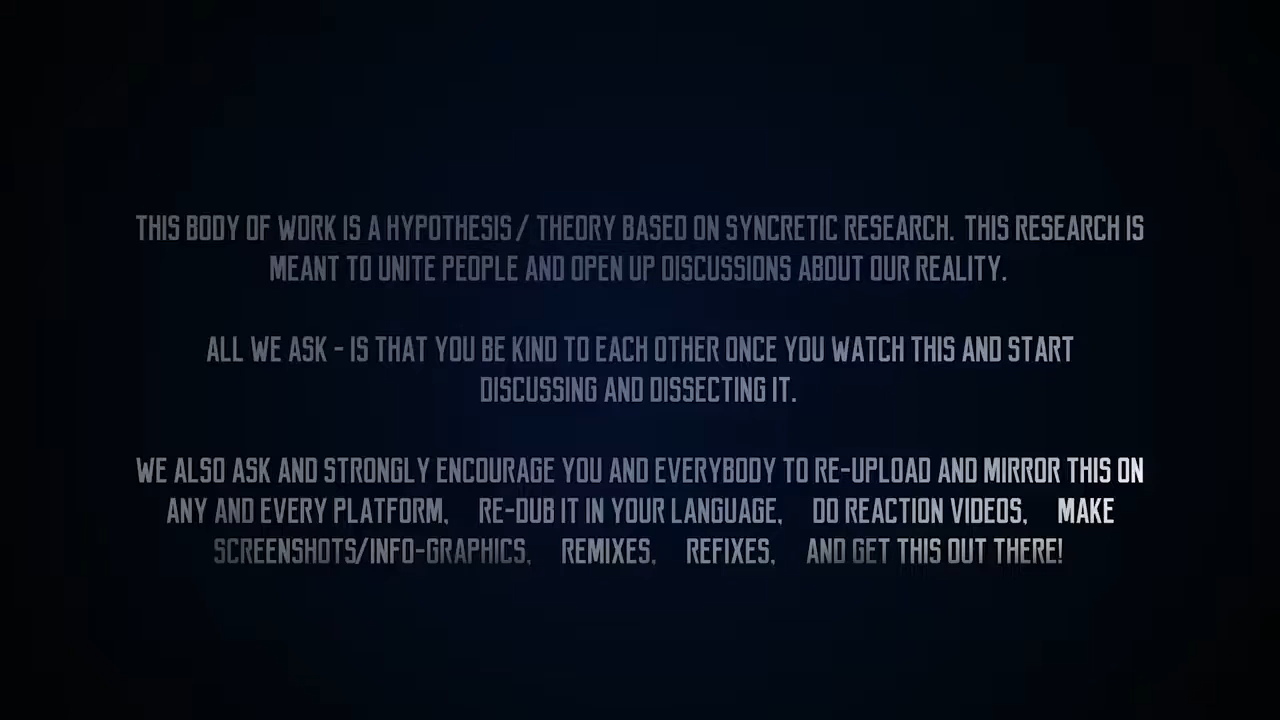 THIS BODY OF WORK IS A HYPOTHESIS / THEORY BASED ON SYNCRETIC RESEARCH. THIS RESEARCH IS
MEANT TO UNITE PEOPLE AND OPEN UP DISCUSSIONS ABOUT OUR REALITY.
ALL WE ASK - IS THAT YOU BE KIND TO EACH OTHER ONCE YOU WATCH THIS AND START
DISCUSSING AND DISSECTING IT.
WE ALSO ASK AND STRONGLY ENCOURAGE YOU AND EVERYBODY TO RE-UPLOAD AND MIRROR THIS ON
ANY AND EVERY PLATFORM, RE-DUB IT IN YOUR LANGUAGE, DO REACTION VIDEOS, MAKE
SCREENSHOTS/INFO-GRAPHICS, REMIXES, REFIXES, AND GET THIS OUT THERE!